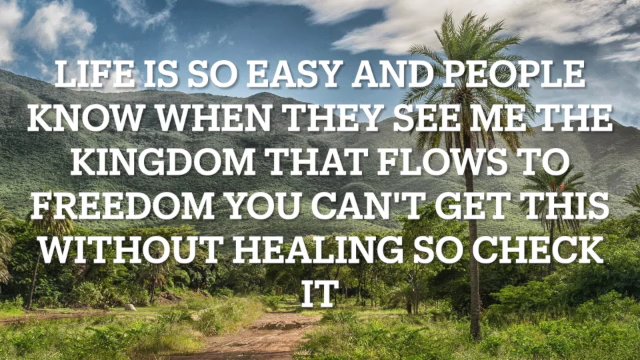 LIFE IS SO EASY AND PEOPLE
KNOW WHEN THEY SEE ME THE
KINGDOM THAT FLOWS TO
FREEDOM YOU CAN'T GET THIS
WITHOUT HEALING SO CHECK
IT